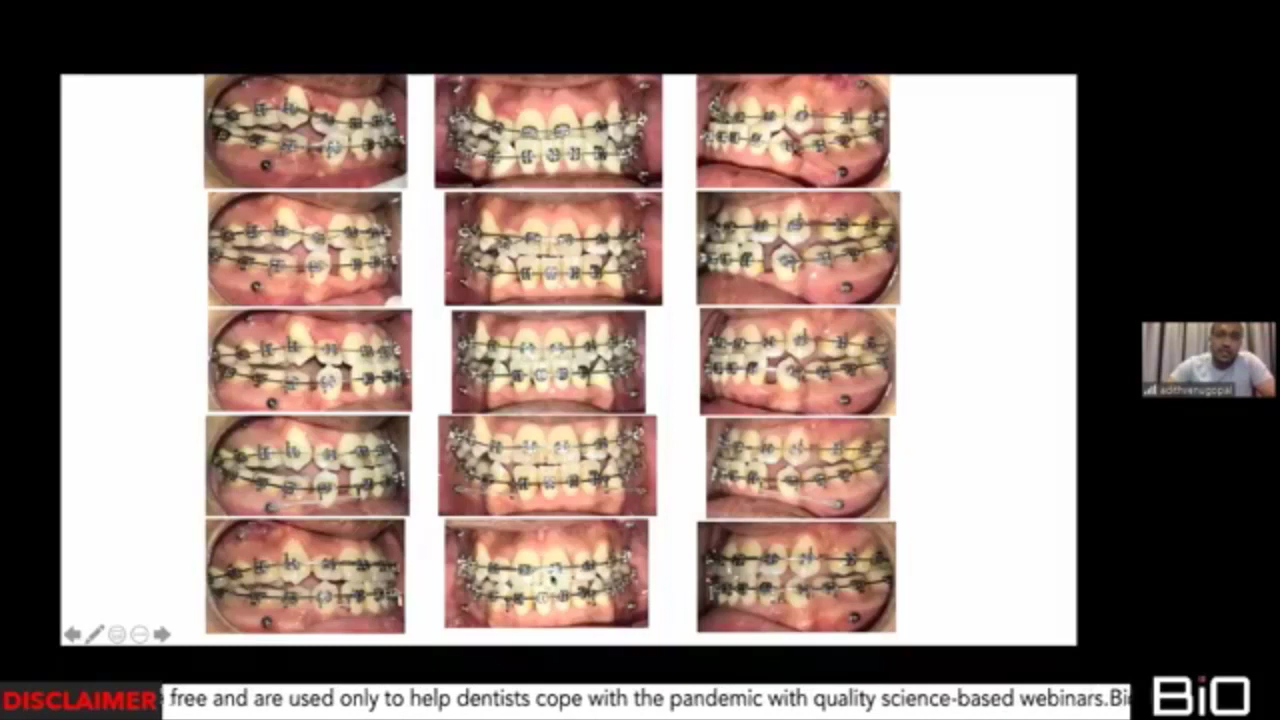 adithvenugopal
DISCLAIMER
free and are used only to help dentists cope with the pandemic with quality science-based webinars.Bi
BiO